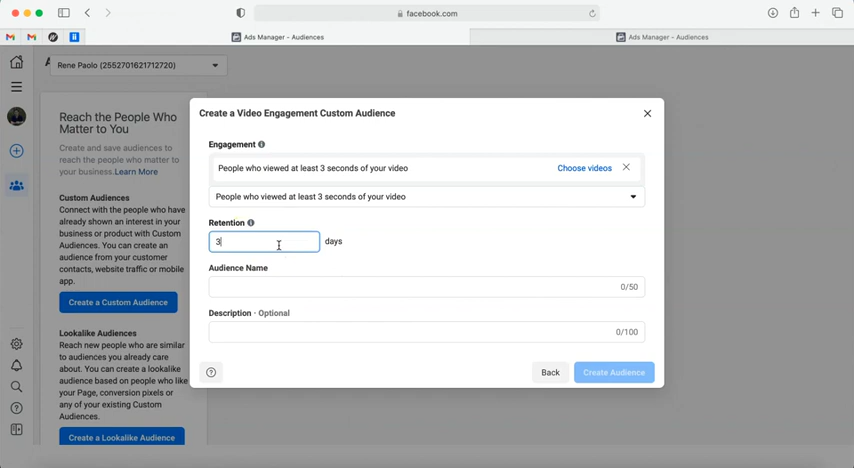 facebook.com
Ads Manager - Audiences
Ads Manager - Audiences
Rene Paolo (2552701621712720)
Reach the People Who
Matter to You
Create and save audiences to
reach the people who matter to
your business.Learn More
Custom Audiences
Connect with the people who have
already shown an interest in your
business or product with Custom
Audiences. You can create an
audience from your customer
contacts, website traffic or mobile
app.
Create a Custom Audience
Lookalike Audiences
Reach new people who are similar
to audiences you already care
about. You can create a lookalike
audience based on people who like
your Page, conversion pixels or
any of your existing Custom
Audiences.
Create a Lookalike Audience
Create a Video Engagement Custom Audience
Engagement
People who viewed at least 3 seconds of your video
Choose videos
People who viewed at least 3 seconds of your video
Retention
3
days
Audience Name
0/50
Description · Optional
0/100
Back
Create Audience